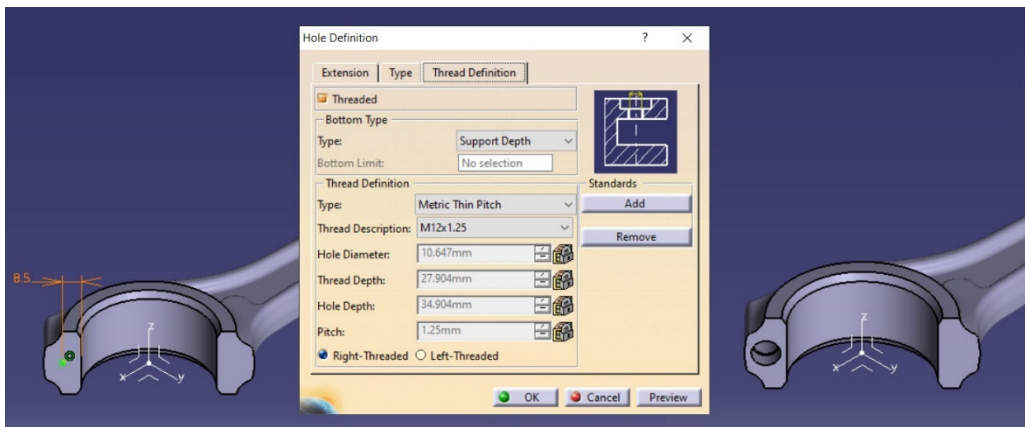 Hole Definition ? ×
Extension Type Thread Definition
Threaded
Bottom Type
Type: Support Depth
Bottom Limit: No selection
Thread Definition
Type: Metric Thin Pitch
Thread Description: M12x1.25
Hole Diameter: 10.647mm
Thread Depth: 27.904mm
Hole Depth: 34.904mm
Pitch: 1.25mm
Right-Threaded Left-Threaded
Standards
Add
Remove
OK Cancel Preview
8.5
z
x y
z
x y